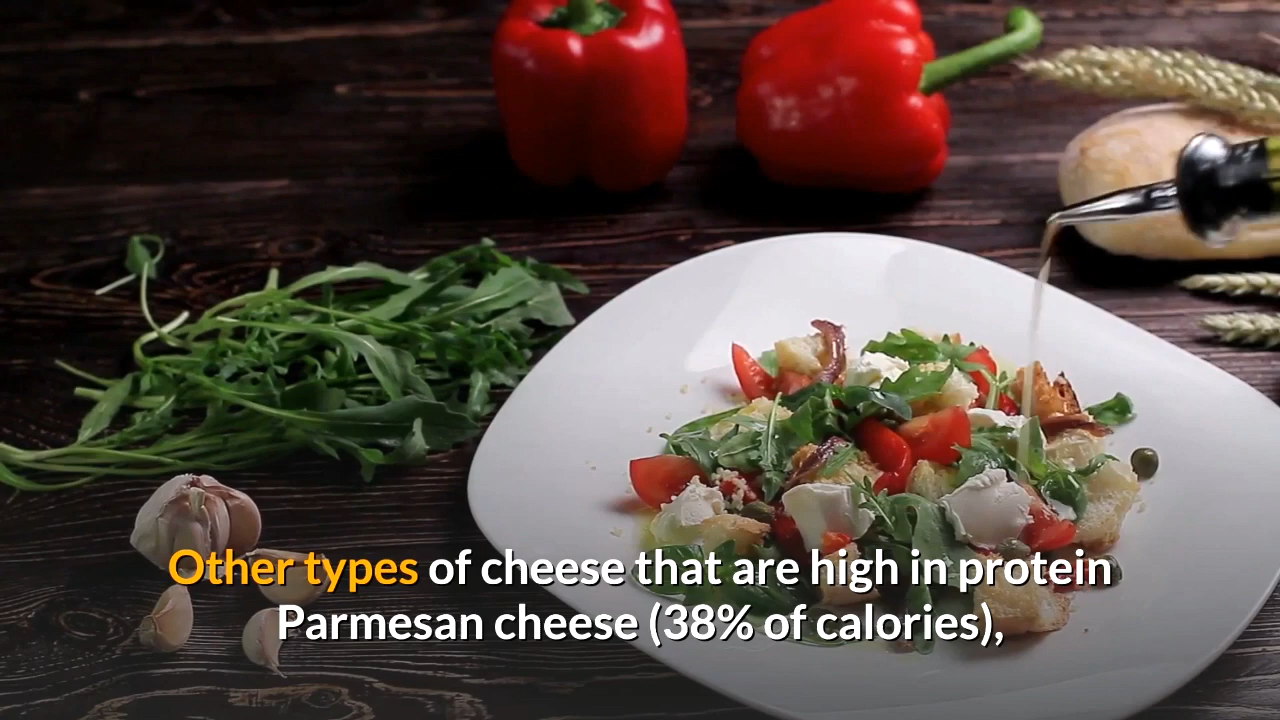 Other types of cheese that are high in protein
Parmesan cheese (38% of calories),